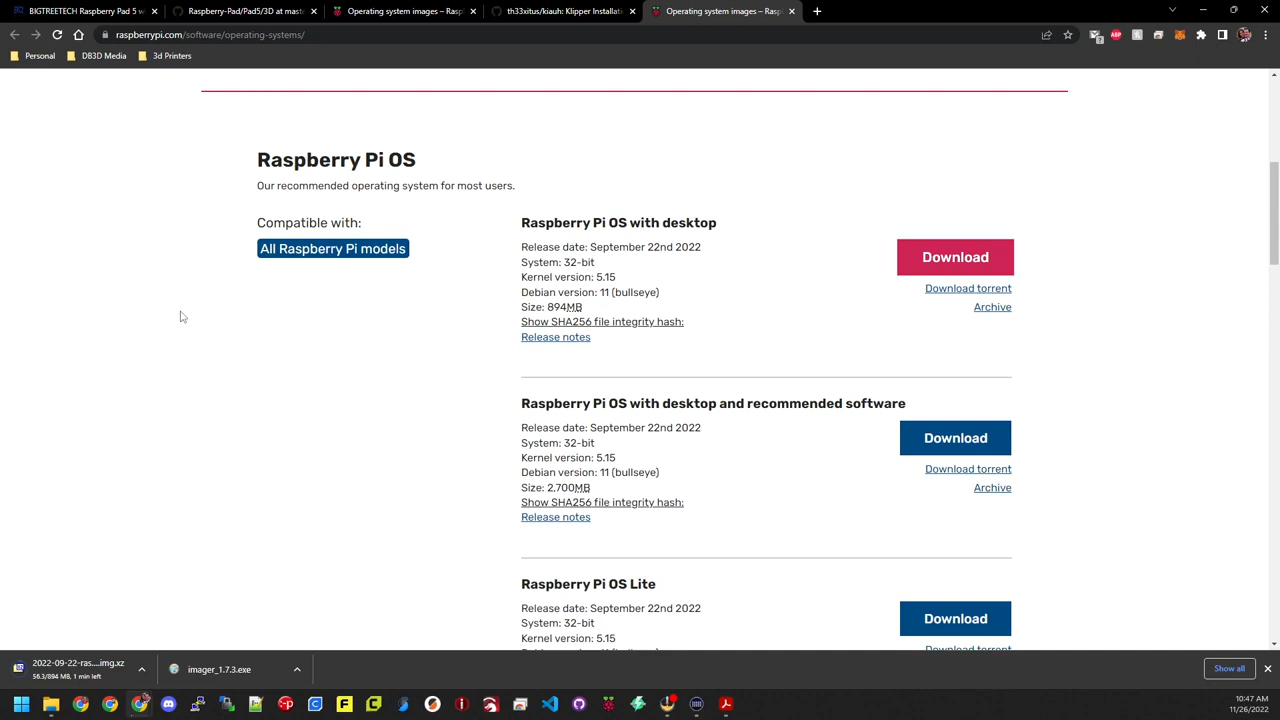 BIGTREETECH Raspberry Pad 5 w
Raspberry-Pad/Pad5/3D at maste
Operating system images – Rasp
th33xitus/kiauh: Klipper Installati
Operating system images – Rasp
raspberrypi.com/software/operating-systems/
Personal
DB3D Media
3d Printers
Raspberry Pi OS
Our recommended operating system for most users.
Compatible with:
All Raspberry Pi models
Raspberry Pi OS with desktop
Release date: September 22nd 2022
System: 32-bit
Kernel version: 5.15
Debian version: 11 (bullseye)
Size: 894MB
Show SHA256 file integrity hash:
Release notes
Download
Download torrent
Archive
Raspberry Pi OS with desktop and recommended software
Release date: September 22nd 2022
System: 32-bit
Kernel version: 5.15
Debian version: 11 (bullseye)
Size: 2,700MB
Show SHA256 file integrity hash:
Release notes
Download
Download torrent
Archive
Raspberry Pi OS Lite
Release date: September 22nd 2022
System: 32-bit
Kernel version: 5.15
Download
2022-09-22-ras....img.xz
56.3/894 MB, 1 min left
imager_1.7.3.exe
Show all
10:47 AM
11/26/2022